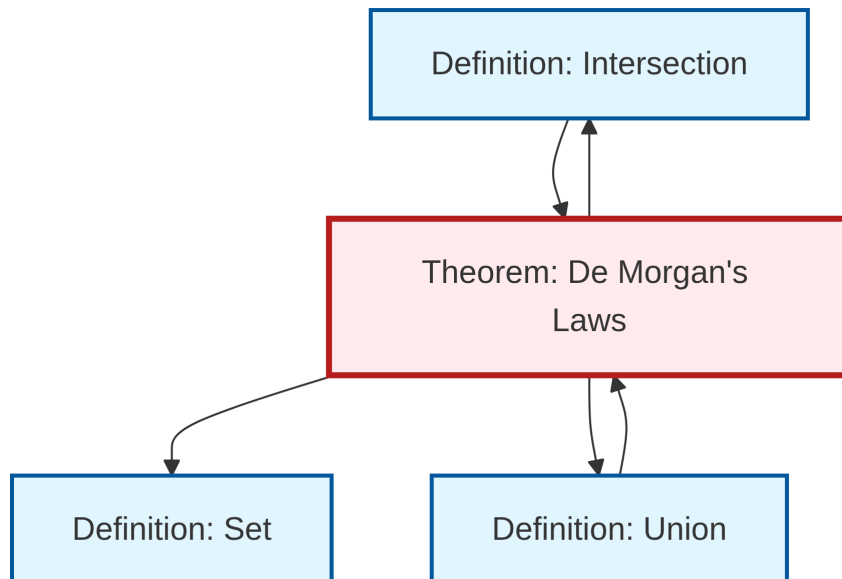 Definition: Intersection
Theorem: De Morgan's
Laws
Definition: Set
Definition: Union